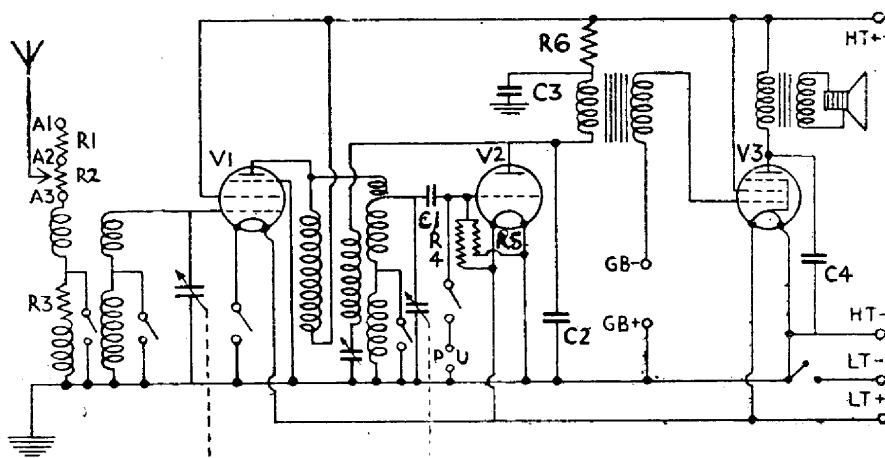 R6
HT+
C3
A1
R1
A2
R2
A3
V1
V2
V3
C1
R4
R5
GB-
C4
R3
GB+
C2
HT-
P U
LT-
LT+